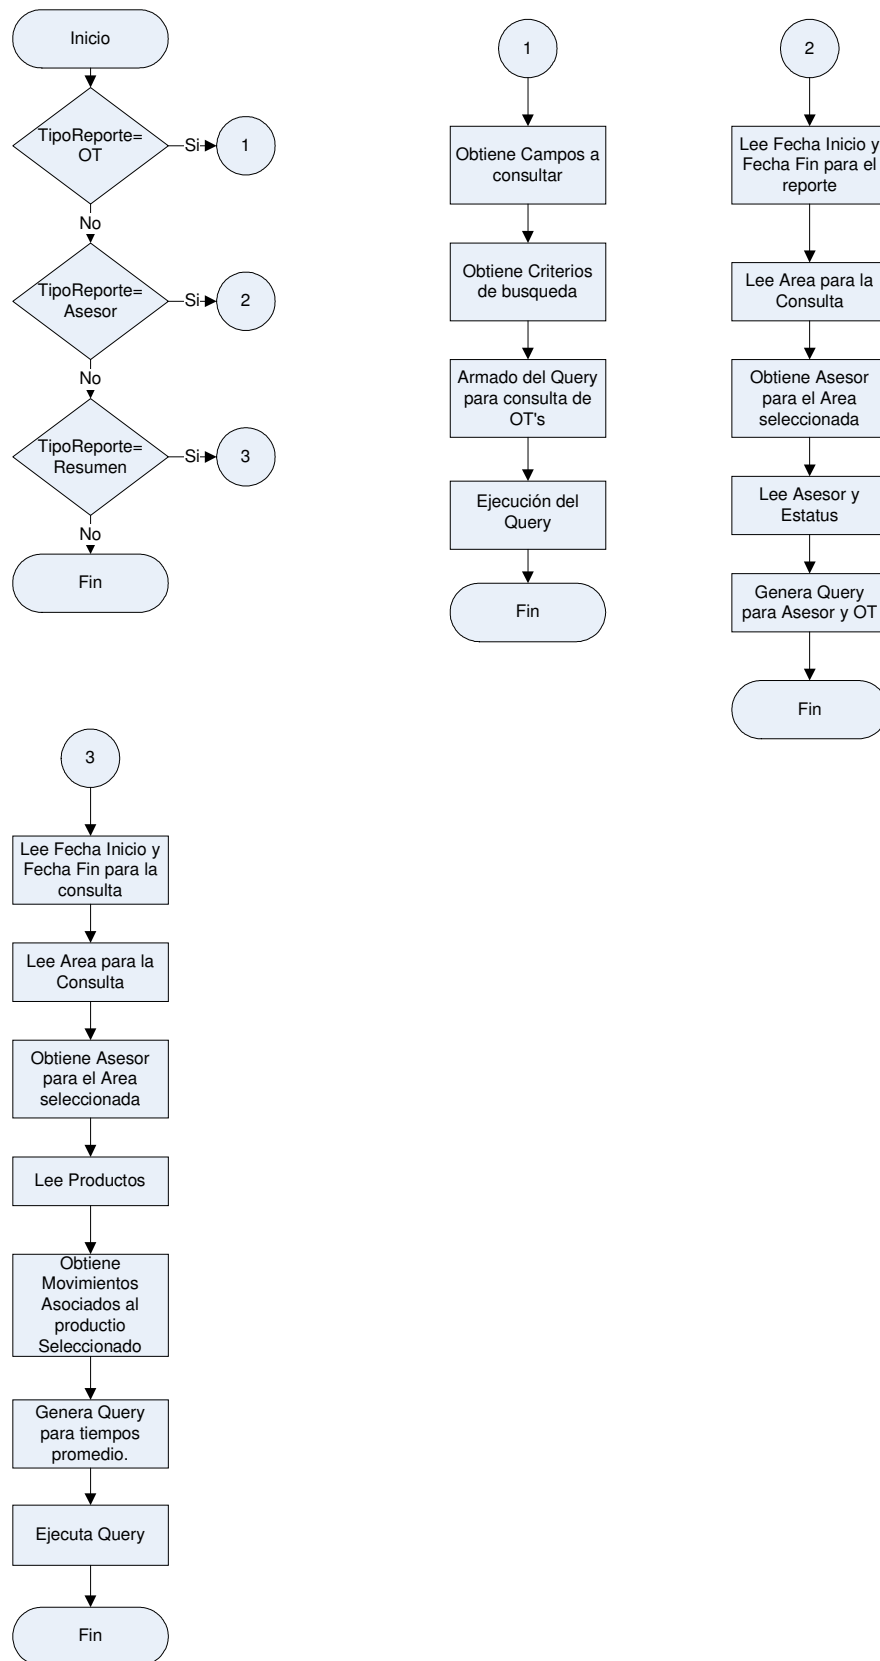 Inicio
TipoReporte=
OT
Si
1
No
TipoReporte=
Asesor
Si
2
No
TipoReporte=
Resumen
Si
3
No
Fin
1
Obtiene Campos a
consultar
Obtiene Criterios
de busqueda
Armado del Query
para consulta de
OT's
Ejecución del
Query
Fin
2
Lee Fecha Inicio y
Fecha Fin para el
reporte
Lee Area para la
Consulta
Obtiene Asesor
para el Area
seleccionada
Lee Asesor y
Estatus
Genera Query
para Asesor y OT
Fin
3
Lee Fecha Inicio y
Fecha Fin para la
consulta
Lee Area para la
Consulta
Obtiene Asesor
para el Area
seleccionada
Lee Productos
Obtiene
Movimientos
Asociados al
productio
Seleccionado
Genera Query
para tiempos
promedio.
Ejecuta Query
Fin